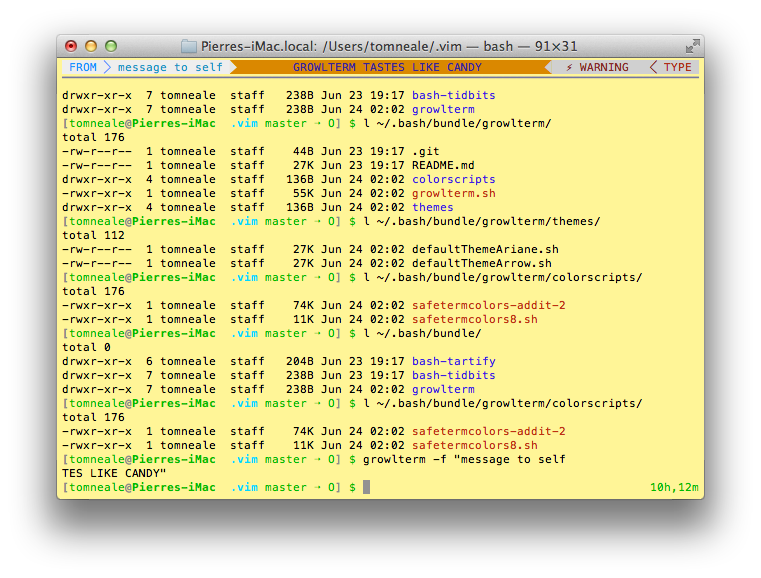 Pierres-iMac.local: /Users/tomneale/.vim — bash — 91×31
FROM > message to self GROWLTERM TASTES LIKE CANDY ⚡ WARNING < TYPE
drwxr-xr-x  7 tomneale  staff   238B Jun 23 19:17 bash-tidbits
drwxr-xr-x  7 tomneale  staff   238B Jun 24 02:02 growlterm
[tomneale@Pierres-iMac  .vim master → 0] $ l ~/.bash/bundle/growlterm/
total 176
-rw-r--r--  1 tomneale  staff    44B Jun 23 19:17 .git
-rw-r--r--  1 tomneale  staff    27K Jun 23 19:17 README.md
drwxr-xr-x  4 tomneale  staff   136B Jun 24 02:02 colorscripts
-rwxr-xr-x  1 tomneale  staff    55K Jun 24 02:02 growlterm.sh
drwxr-xr-x  4 tomneale  staff   136B Jun 24 02:02 themes
[tomneale@Pierres-iMac  .vim master → 0] $ l ~/.bash/bundle/growlterm/themes/
total 112
-rw-r--r--  1 tomneale  staff    27K Jun 24 02:02 defaultThemeAriane.sh
-rw-r--r--  1 tomneale  staff    27K Jun 24 02:02 defaultThemeArrow.sh
[tomneale@Pierres-iMac  .vim master → 0] $ l ~/.bash/bundle/growlterm/colorscripts/
total 176
-rwxr-xr-x  1 tomneale  staff    74K Jun 24 02:02 safetermcolors-addit-2
-rwxr-xr-x  1 tomneale  staff    11K Jun 24 02:02 safetermcolors8.sh
[tomneale@Pierres-iMac  .vim master → 0] $ l ~/.bash/bundle/
total 0
drwxr-xr-x  6 tomneale  staff   204B Jun 23 19:17 bash-tartify
drwxr-xr-x  7 tomneale  staff   238B Jun 23 19:17 bash-tidbits
drwxr-xr-x  7 tomneale  staff   238B Jun 24 02:02 growlterm
[tomneale@Pierres-iMac  .vim master → 0] $ l ~/.bash/bundle/growlterm/colorscripts/
total 176
-rwxr-xr-x  1 tomneale  staff    74K Jun 24 02:02 safetermcolors-addit-2
-rwxr-xr-x  1 tomneale  staff    11K Jun 24 02:02 safetermcolors8.sh
[tomneale@Pierres-iMac  .vim master → 0] $ growlterm -f "message to self
TES LIKE CANDY"
[tomneale@Pierres-iMac  .vim master → 0] $ 10h,12m